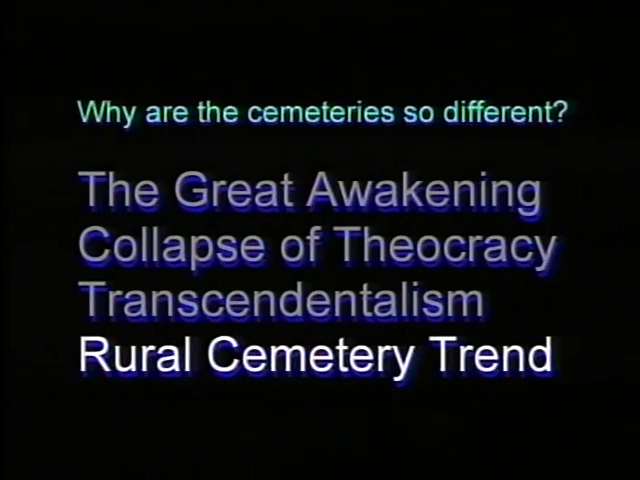 Why are the cemeteries so different?
The Great Awakening
Collapse of Theocracy
Transcendentalism
Rural Cemetery Trend